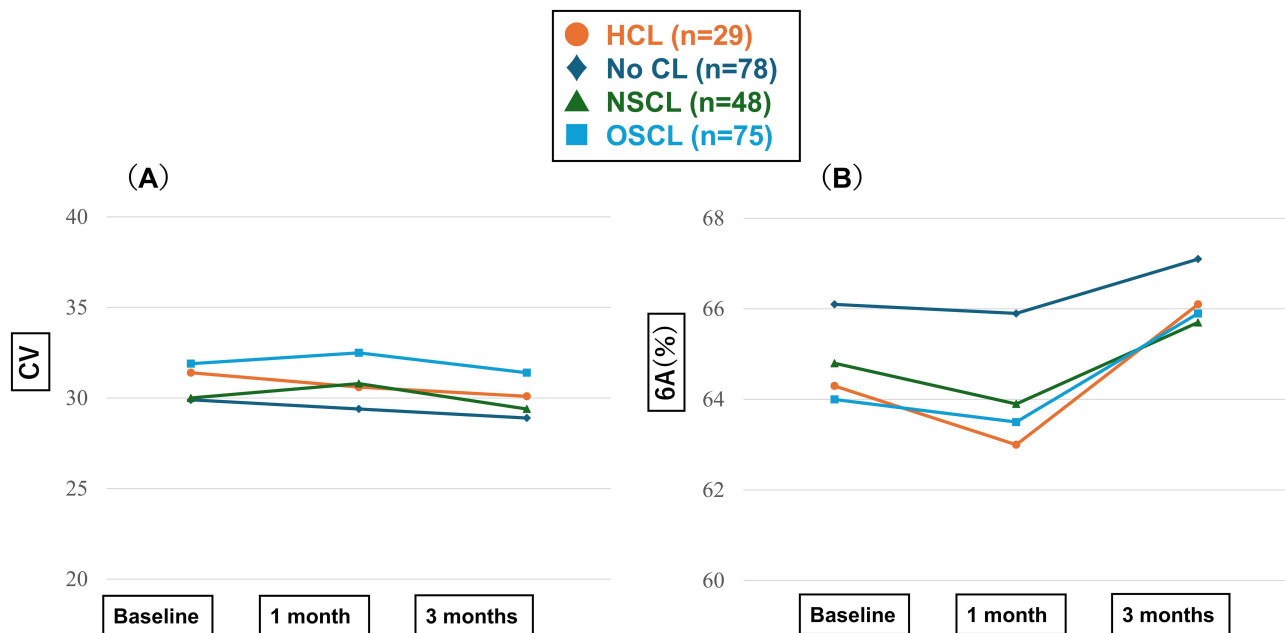 HCL (n=29)
No CL (n=78)
NSCL (n=48)
OSCL (n=75)
(A)
40
35
30
25
20
CV
Baseline
1 month
3 months
(B)
68
66
64
62
60
6A(%)
Baseline
1 month
3 months